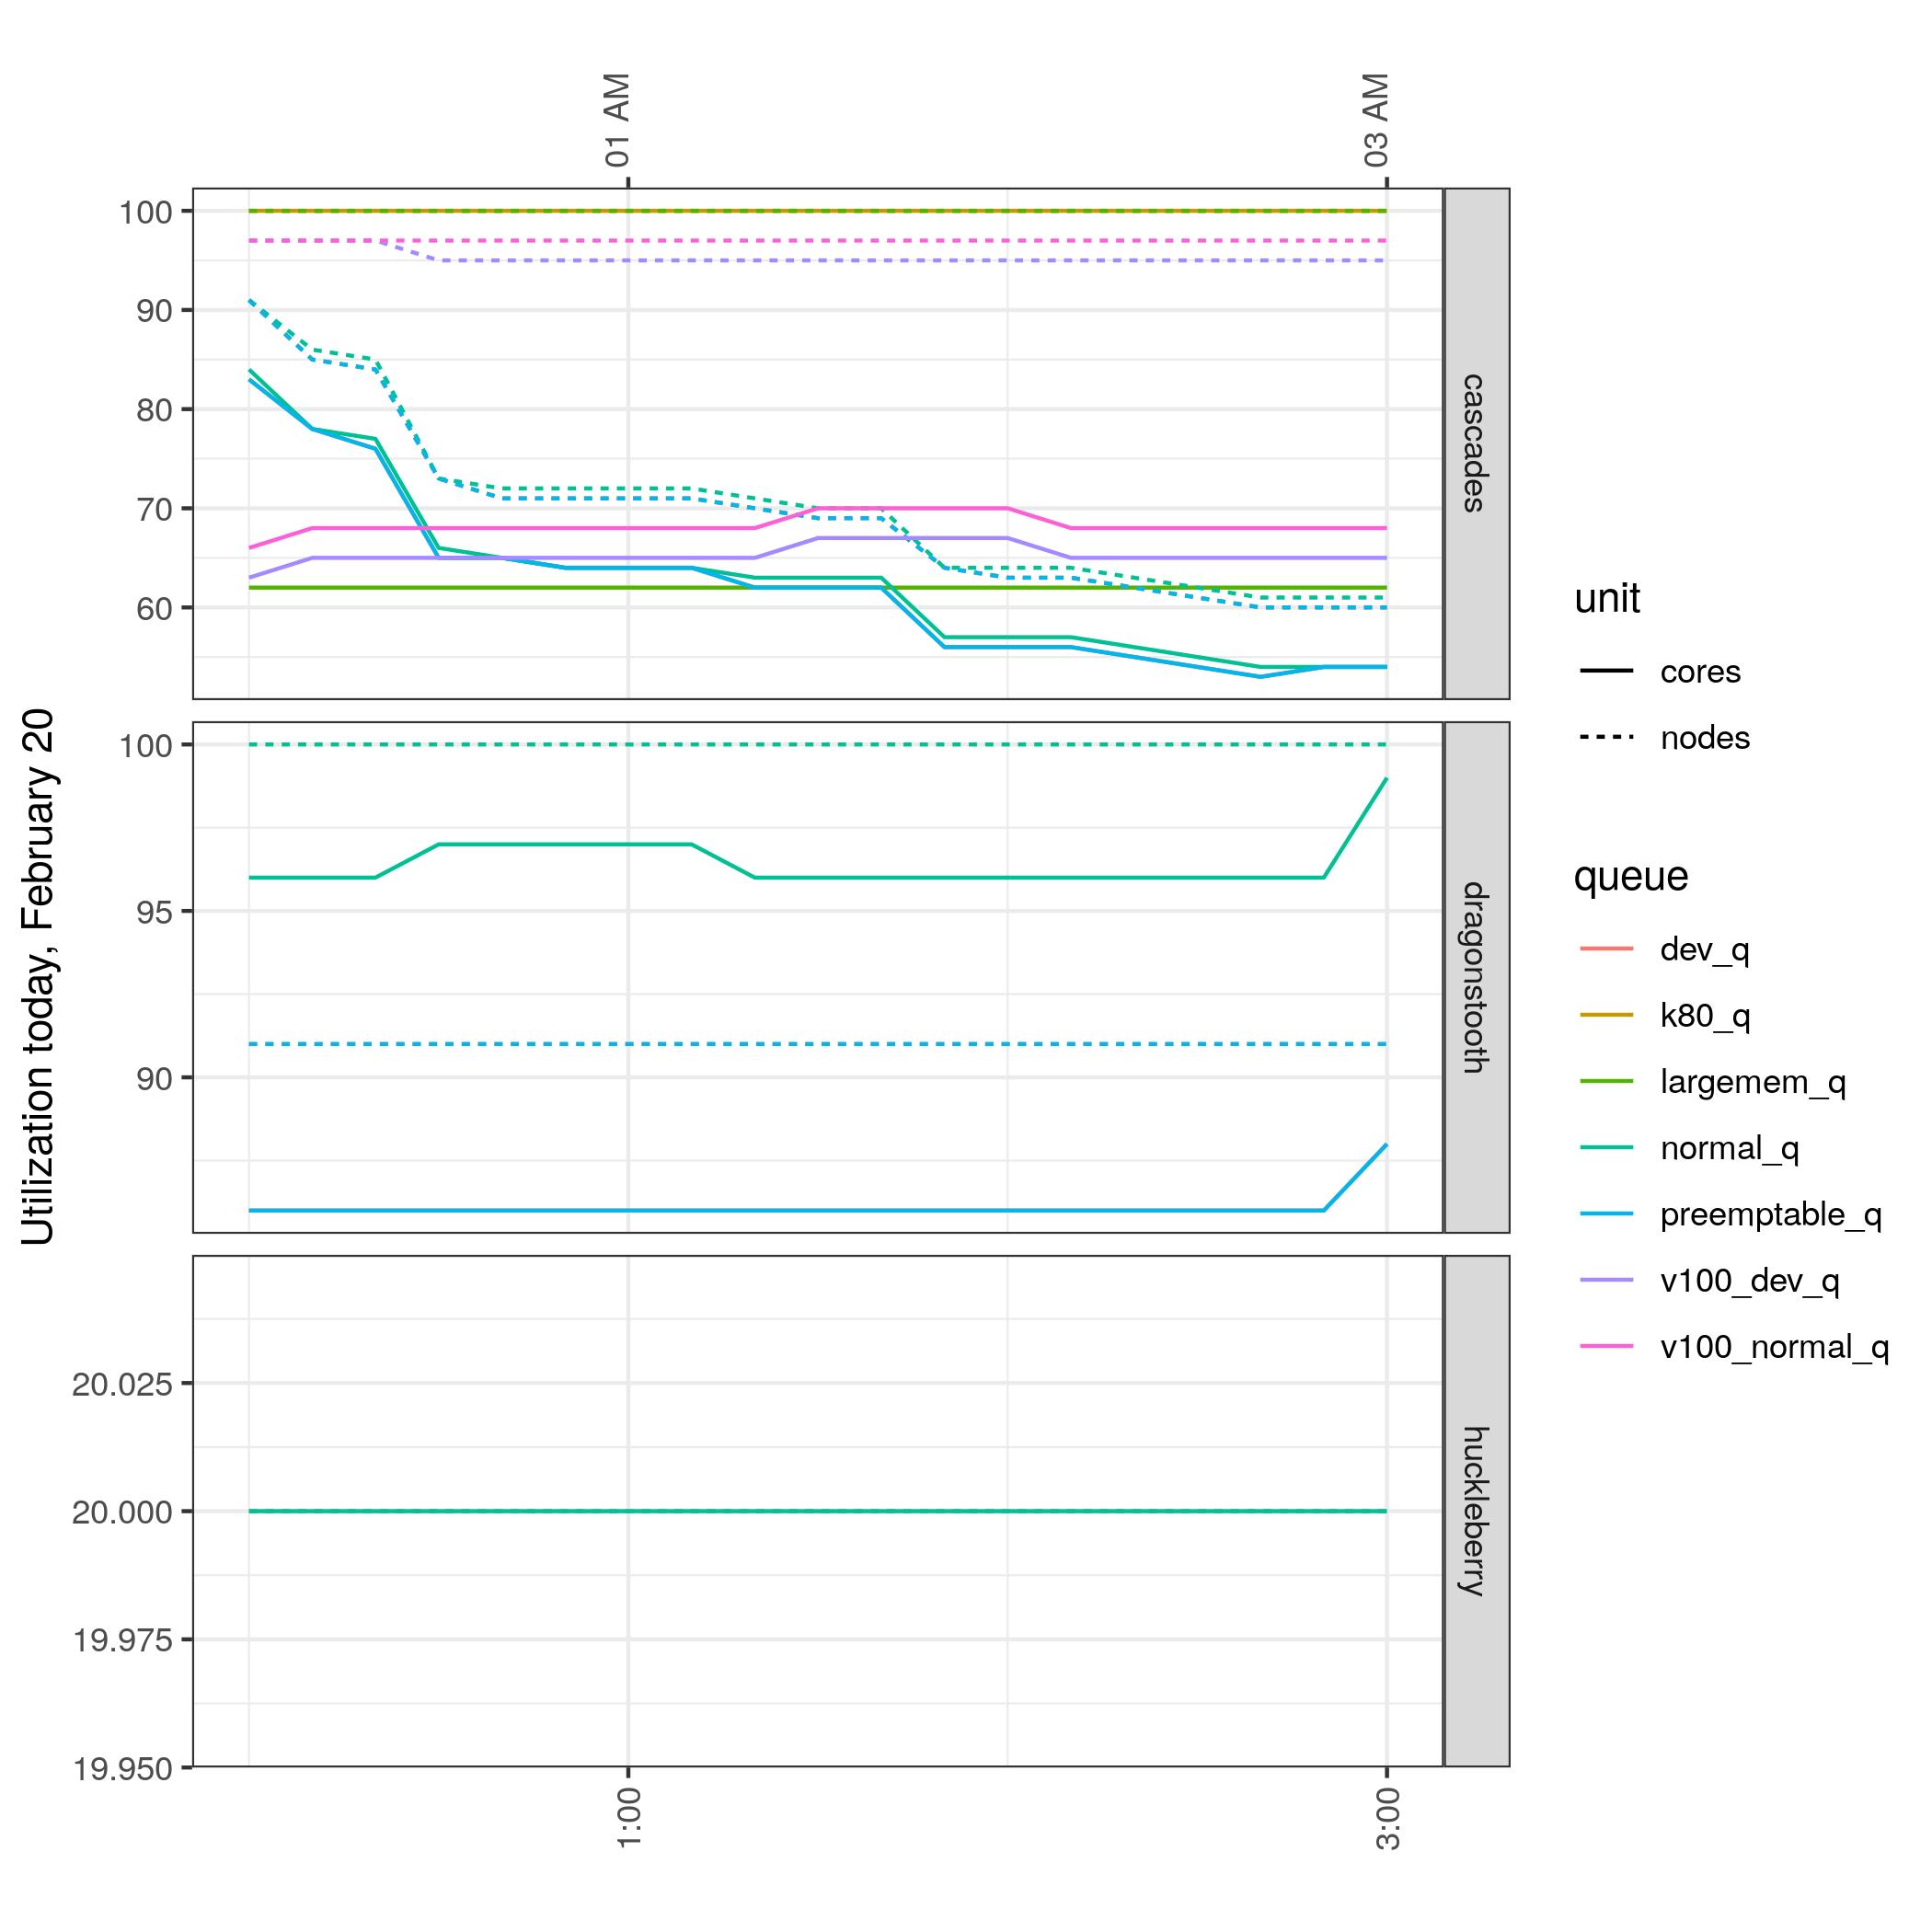 01 AM
03 AM
100
90
80
70
60
cascades
100
95
90
dragonstooth
20.025
20.000
19.975
19.950
huckleberry
1:00
3:00
Utilization today, February 20
unit
cores
nodes
queue
dev_q
k80_q
largemem_q
normal_q
preemptable_q
v100_dev_q
v100_normal_q